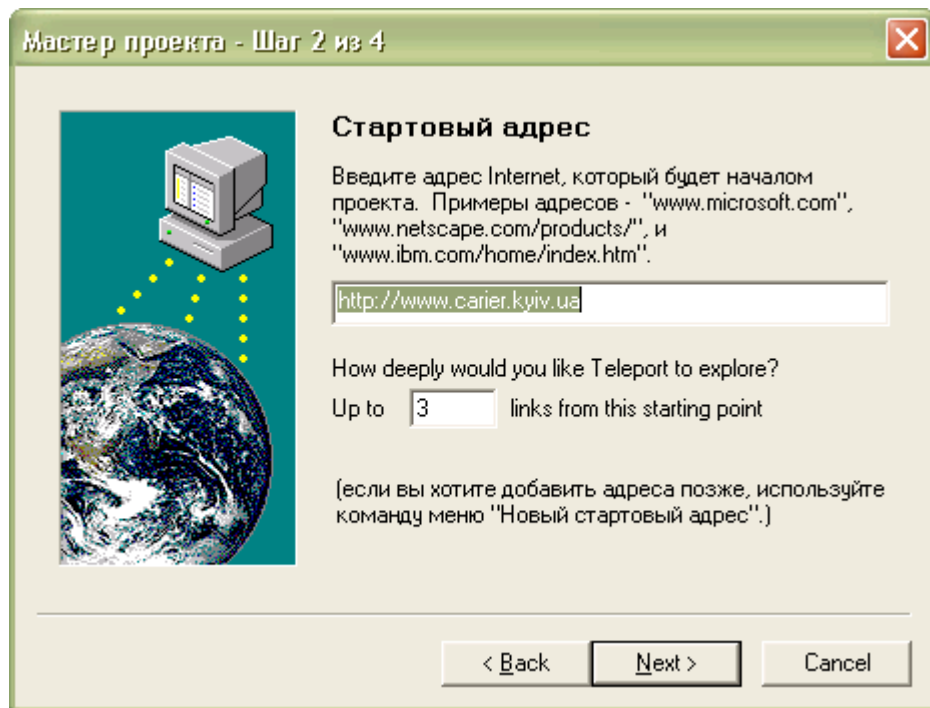 Мастер проекта - Шаг 2 из 4
Стартовый адрес
Введите адрес Internet, который будет началом
проекта. Примеры адресов - "www.microsoft.com",
"www.netscape.com/products/", и
"www.ibm.com/home/index.htm".
http://www.carier.kyiv.ua
How deeply would you like Teleport to explore?
Up to 3 links from this starting point
(если вы хотите добавить адреса позже, используйте
команду меню "Новый стартовый адрес".)
< Back Next > Cancel